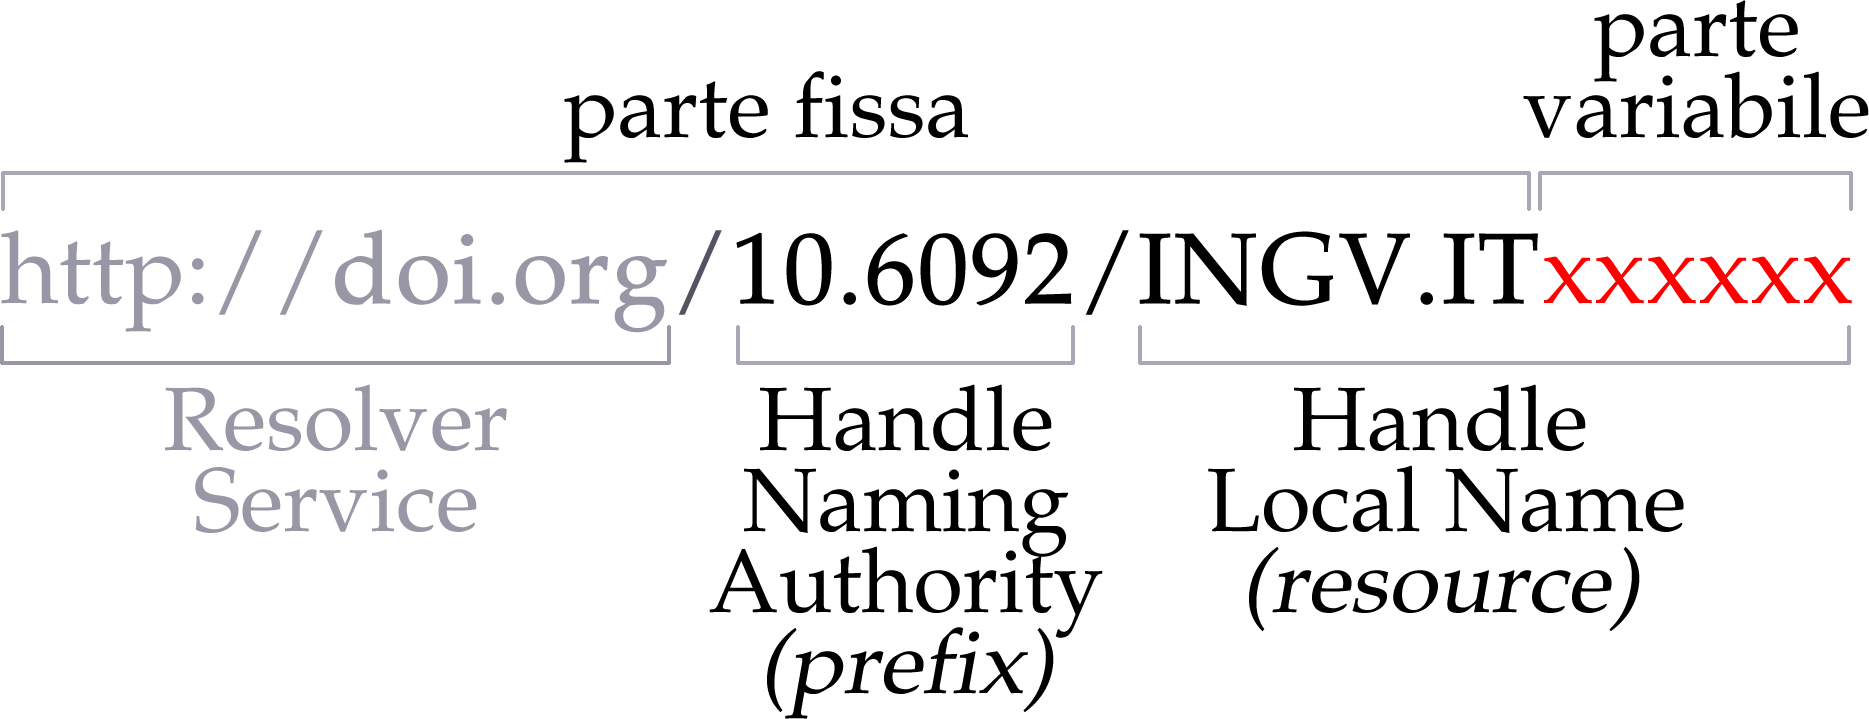 parte fissa
parte
variabile
http://doi.org/10.6092/INGV.ITxxxxxx
Resolver
Service
Handle
Naming
Authority
(prefix)
Handle
Local Name
(resource)